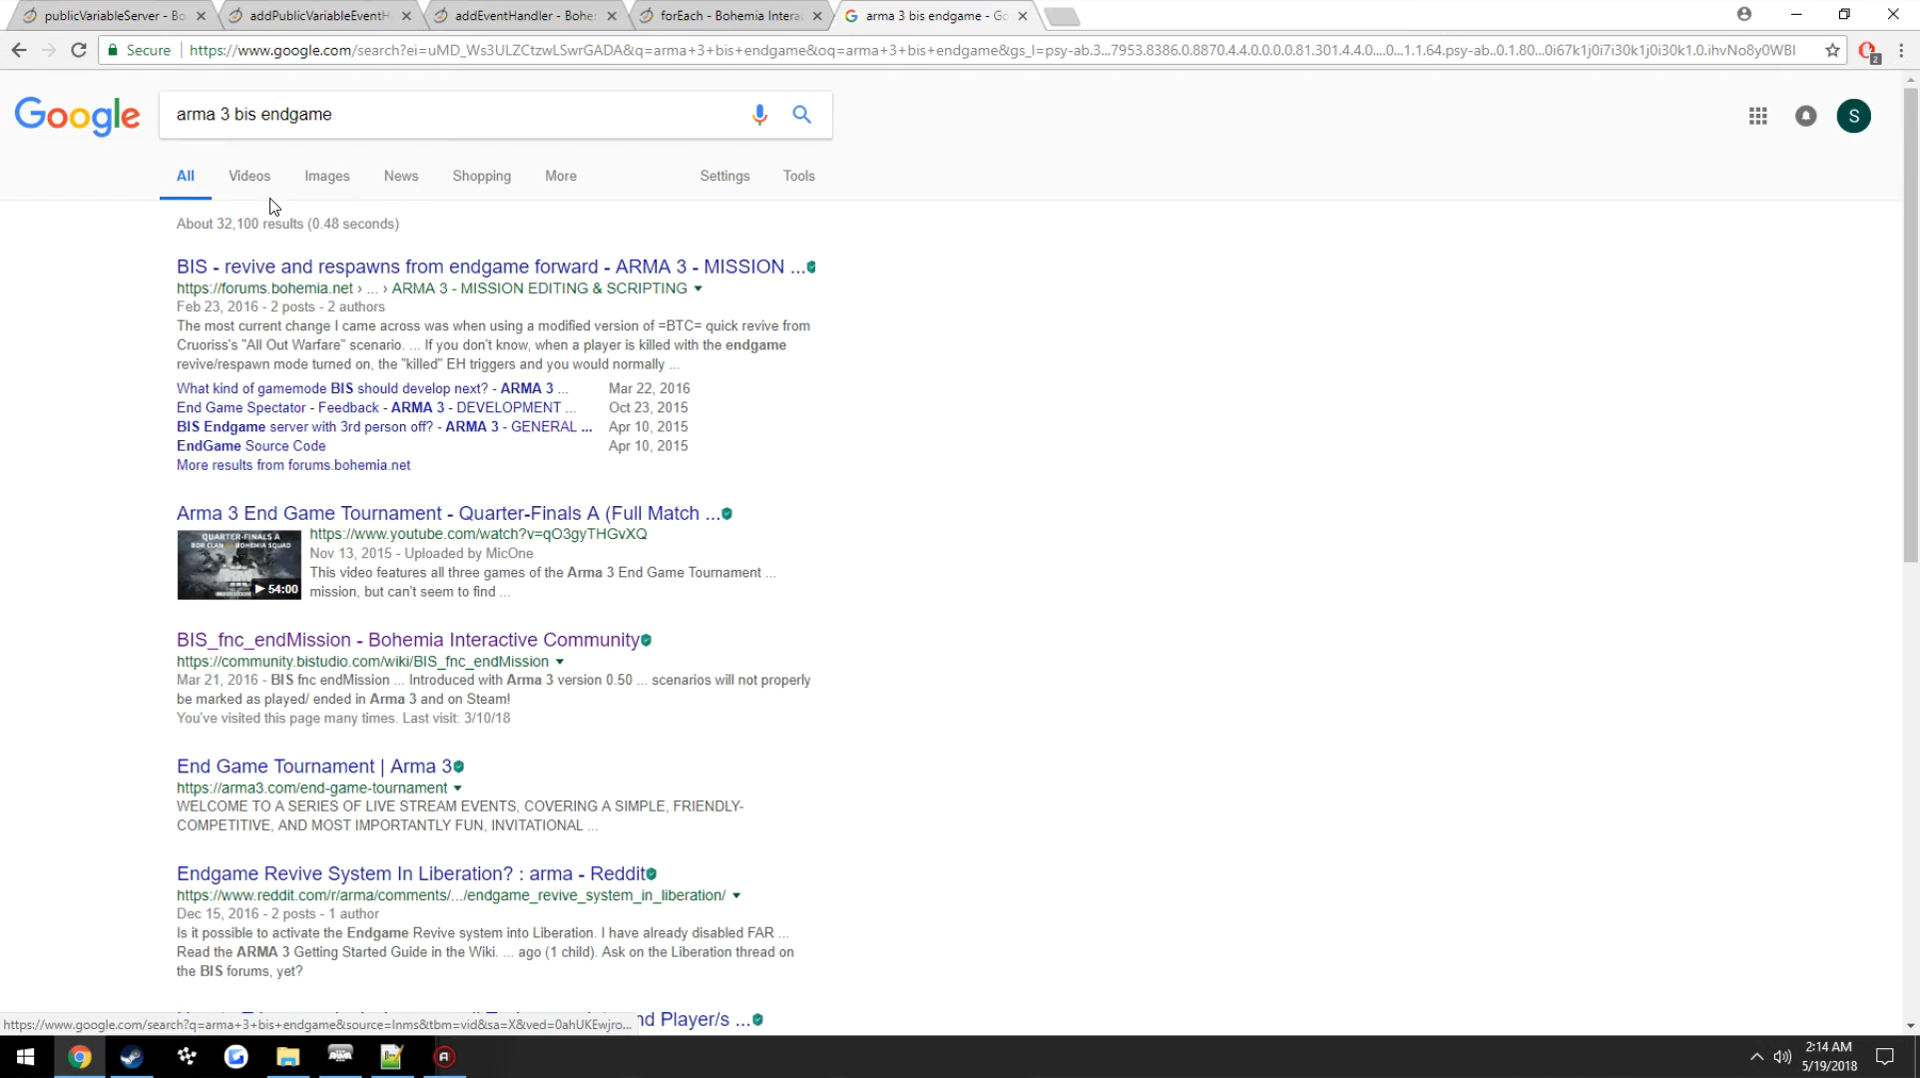 publicVariableServer - Bo
addPublicVariableEventH
addEventHandler - Bohe
forEach - Bohemia Intera
arma 3 bis endgame - Go
Secure
https://www.google.com/search?ei=uMD_Ws3ULZCtzwLSwrGADA&q=arma+3+bis+endgame&oq=arma+3+bis+endgame&gs_l=psy-ab.3...7953.8386.0.8870.4.4.0.0.0.0.81.301.4.4.0....0...1.1.64.psy-ab..0.1.80...0i67k1j0i7i30k1j0i30k1.0.ihvNo8y0WBI
2
Google
arma 3 bis endgame
S
All
Videos
Images
News
Shopping
More
Settings
Tools
About 32,100 results (0.48 seconds)
BIS - revive and respawns from endgame forward - ARMA 3 - MISSION ...
https://forums.bohemia.net › ... › ARMA 3 - MISSION EDITING & SCRIPTING
Feb 23, 2016 - 2 posts - 2 authors
The most current change I came across was when using a modified version of =BTC= quick revive from
Cruoriss's "All Out Warfare" scenario. ... If you don't know, when a player is killed with the endgame
revive/respawn mode turned on, the "killed" EH triggers and you would normally ...
What kind of gamemode BIS should develop next? - ARMA 3 ... Mar 22, 2016
End Game Spectator - Feedback - ARMA 3 - DEVELOPMENT ... Oct 23, 2015
BIS Endgame server with 3rd person off? - ARMA 3 - GENERAL ... Apr 10, 2015
EndGame Source Code Apr 10, 2015
More results from forums.bohemia.net
Arma 3 End Game Tournament - Quarter-Finals A (Full Match ...
QUARTER-FINALS A
BOHEMIA SQUAD
54:00
https://www.youtube.com/watch?v=qO3gyTHGvXQ
Nov 13, 2015 - Uploaded by MicOne
This video features all three games of the Arma 3 End Game Tournament ...
mission, but can't seem to find ...
BIS_fnc_endMission - Bohemia Interactive Community
https://community.bistudio.com/wiki/BIS_fnc_endMission
Mar 21, 2016 - BIS fnc endMission ... Introduced with Arma 3 version 0.50 ... scenarios will not properly
be marked as played/ ended in Arma 3 and on Steam!
You've visited this page many times. Last visit: 3/10/18
End Game Tournament | Arma 3
https://arma3.com/end-game-tournament
WELCOME TO A SERIES OF LIVE STREAM EVENTS, COVERING A SIMPLE, FRIENDLY-
COMPETITIVE, AND MOST IMPORTANTLY FUN, INVITATIONAL ...
Endgame Revive System In Liberation? : arma - Reddit
https://www.reddit.com/r/arma/comments/.../endgame_revive_system_in_liberation/
Dec 15, 2016 - 2 posts - 1 author
Is it possible to activate the Endgame Revive system into Liberation. I have already disabled FAR ...
Read the ARMA 3 Getting Started Guide in the Wiki. ... ago (1 child). Ask on the Liberation thread on
the BIS forums, yet?
nd Player/s ...
https://www.google.com/search?q=arma+3+bis+endgame&source=lnms&tbm=vid&sa=X&ved=0ahUKEwjro...
2:14 AM
5/19/2018